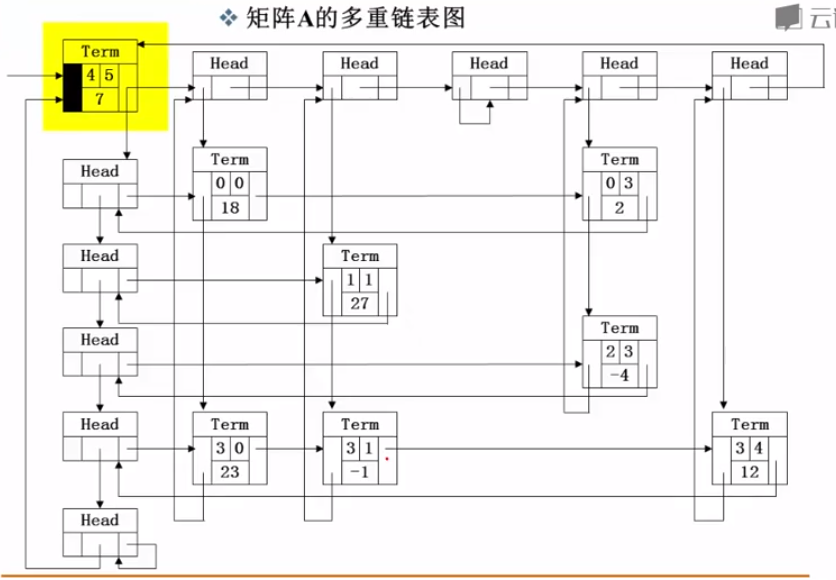 ❖ 矩阵A的多重链表图
云
Term
4 5
7
Head
Head
Head
Head
Head
Head
Term
0 0
18
Term
0 3
2
Head
Term
1 1
27
Head
Term
2 3
-4
Head
Term
3 0
23
Term
3 1
-1
Term
3 4
12
Head